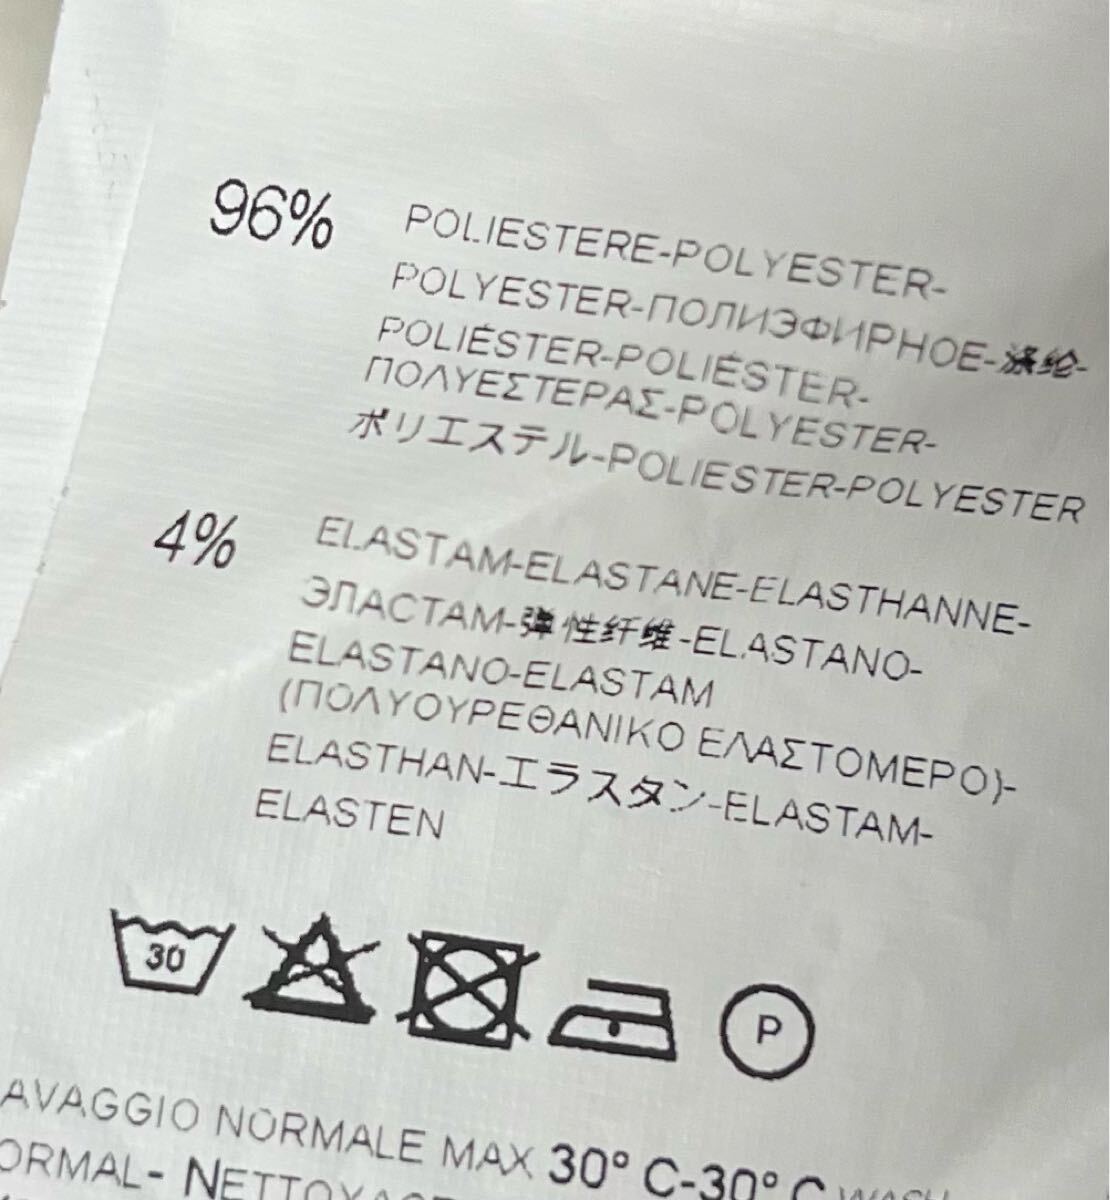 96% POLIESTERE-POLYESTER-
POLYESTER-ПОЛИЭФИРНОЕ-涤纶-
POLIÉSTER-POLIÉSTER-
ΠΟΛΥΕΣΤΕΡΑΣ-POLYESTER-
ポリエステル-POLIESTER-POLYESTER
4% ELASTAM-ELASTANE-ELASTHANNE-
ЭЛАСТАМ-弹性纤维-ELASTANO-
ELASTANO-ELASTAM
(ΠΟΛΥΟΥΡΕΘΑΝΙΚΟ ΕΛΑΣΤΟΜΕΡΟ)-
ELASTHAN-エラスタン-ELASTAM-
ELASTEN
30 P
AVAGGIO NORMALE MAX 30° C-30° C WASH
ORMAL- NETTOYAGE